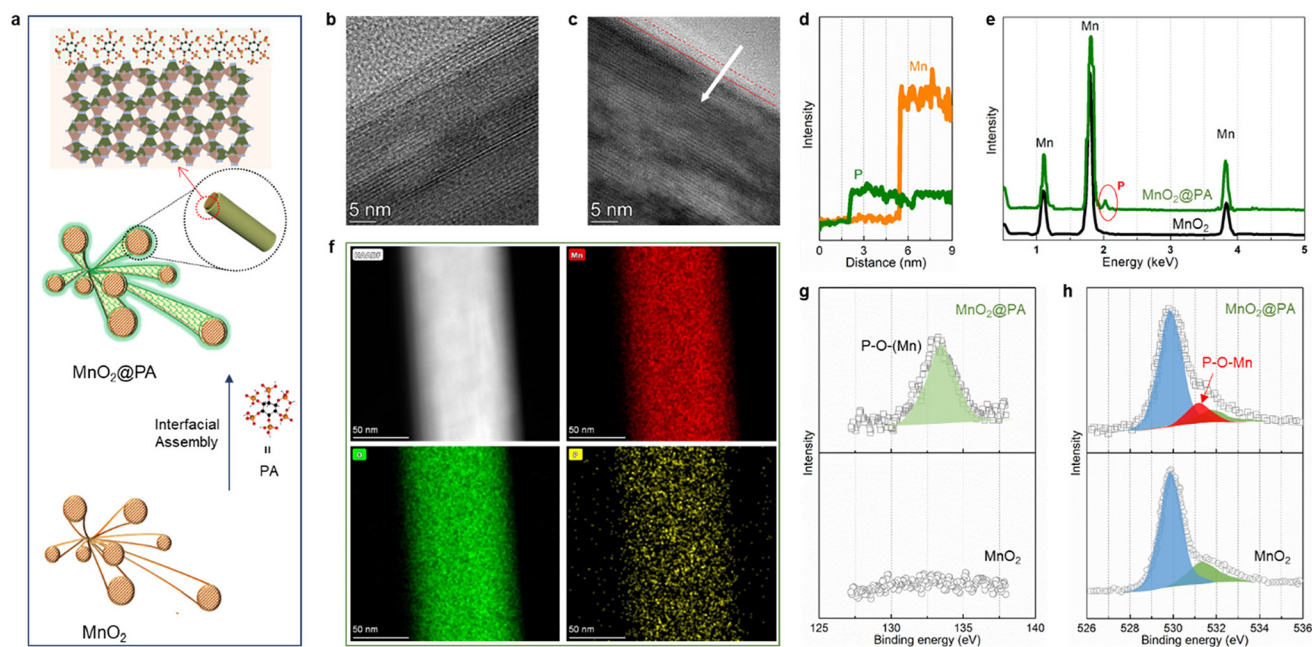 a
MnO2@PA
Interfacial
Assembly
=
PA
MnO2
b
5 nm
c
5 nm
d
Intensity
Mn
P
0 3 6 9
Distance (nm)
e
Intensity
Mn
Mn
Mn
P
MnO2@PA
MnO2
1 2 3 4 5
Energy (keV)
f
HAADF
50 nm
Mn
50 nm
O
50 nm
P
50 nm
g
Intensity
MnO2@PA
P-O-(Mn)
MnO2
125 130 135 140
Binding energy (eV)
h
Intensity
MnO2@PA
P-O-Mn
MnO2
526 528 530 532 534 536
Binding energy (eV)